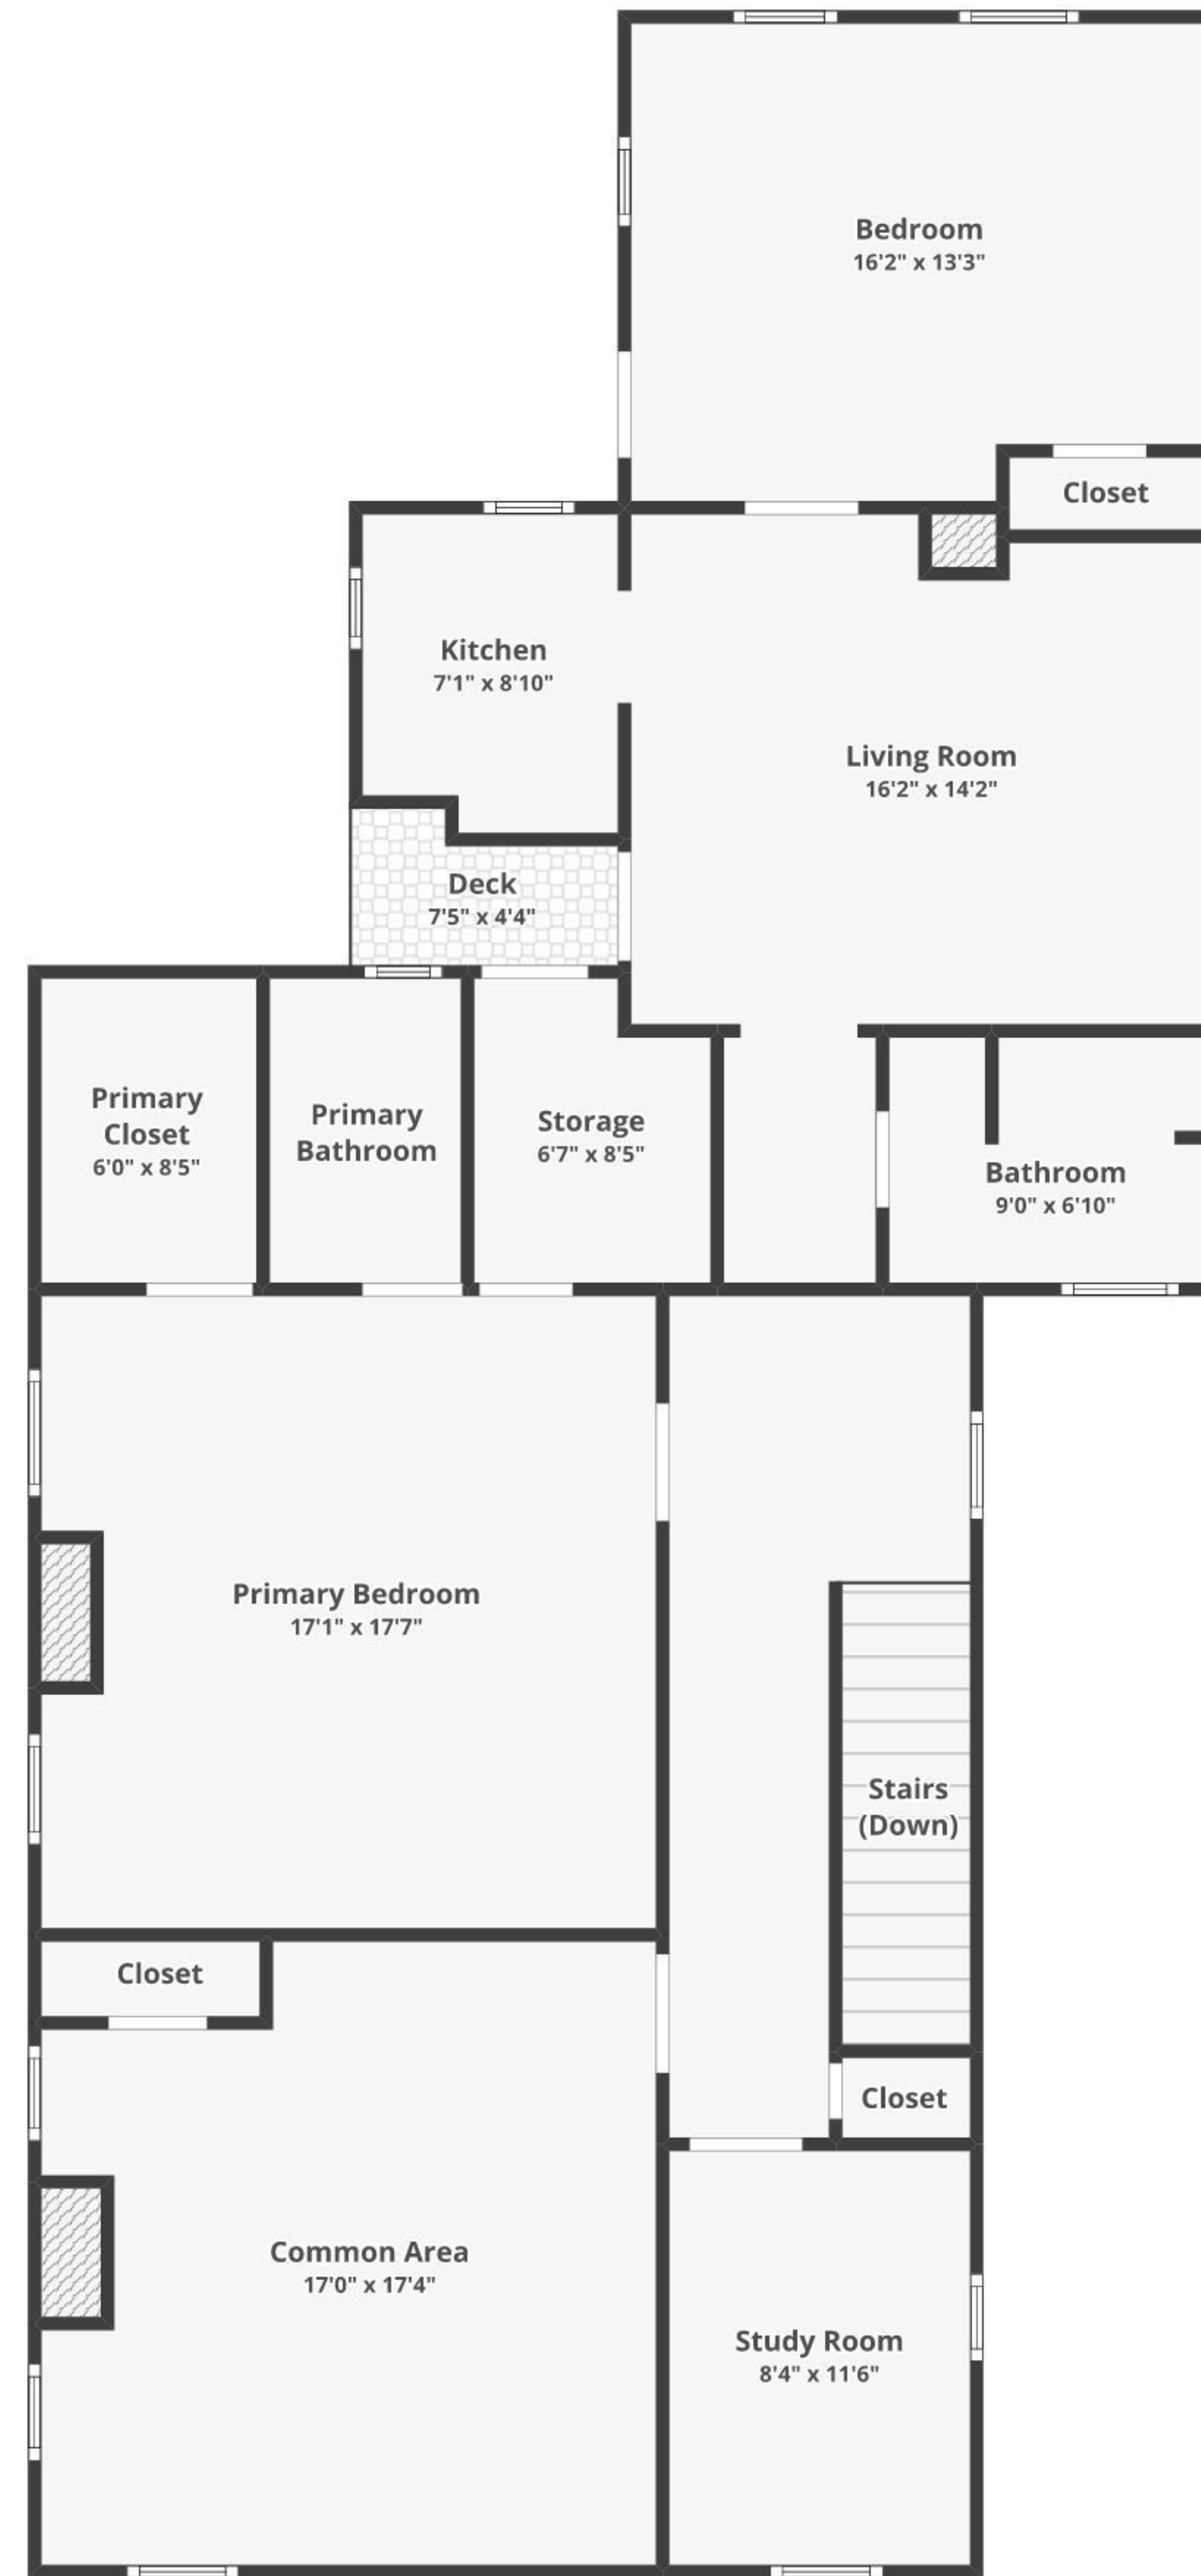 Bedroom
16'2" x 13'3"
Closet
Kitchen
7'1" x 8'10"
Living Room
16'2" x 14'2"
Deck
7'5" x 4'4"
Primary
Closet
6'0" x 8'5"
Primary
Bathroom
Storage
6'7" x 8'5"
Bathroom
9'0" x 6'10"
Primary Bedroom
17'1" x 17'7"
Stairs
(Down)
Closet
Closet
Common Area
17'0" x 17'4"
Study Room
8'4" x 11'6"